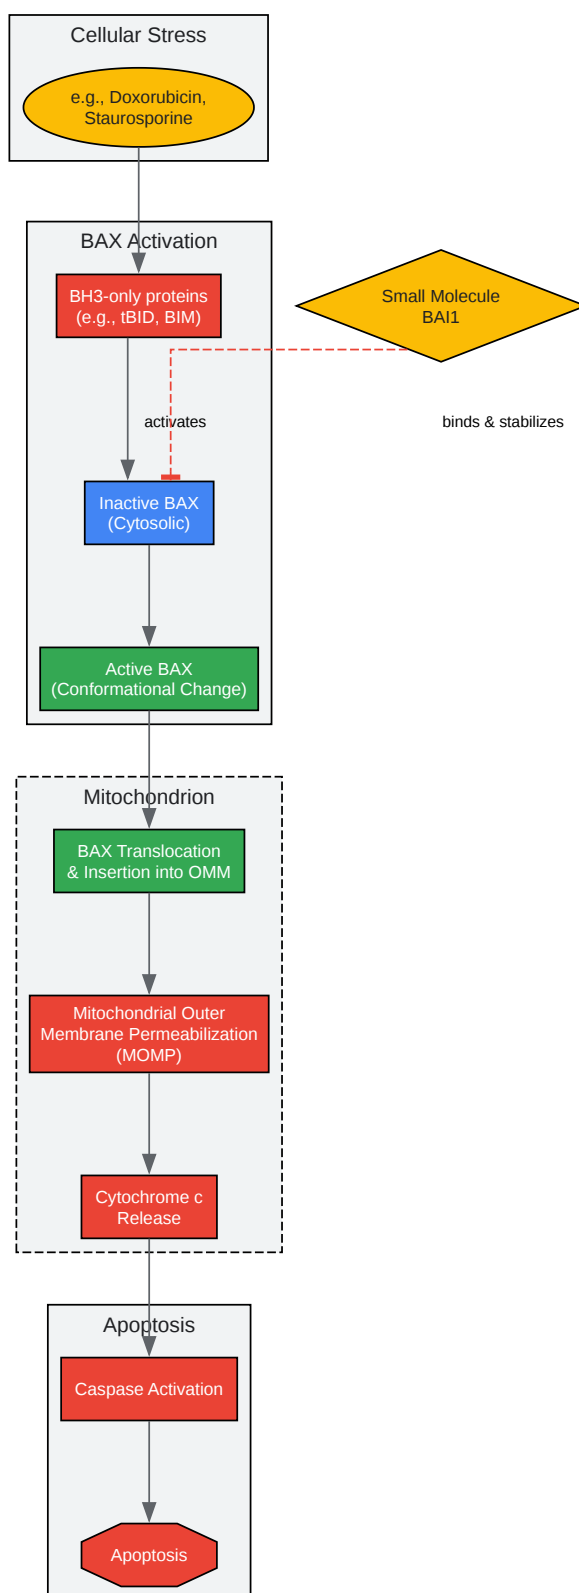 Cellular Stress
e.g., Doxorubicin,
Staurosporine
BAX Activation
BH3-only proteins
(e.g., tBID, BIM)
Small Molecule
BAI1
activates
binds & stabilizes
Inactive BAX
(Cytosolic)
Active BAX
(Conformational Change)
Mitochondrion
BAX Translocation
& Insertion into OMM
Mitochondrial Outer
Membrane Permeabilization
(MOMP)
Cytochrome c
Release
Apoptosis
Caspase Activation
Apoptosis